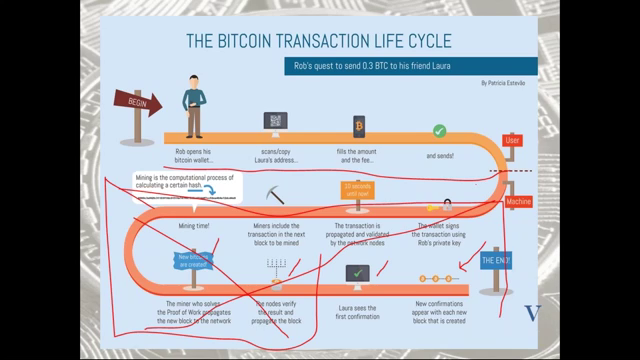 THE BITCOIN TRANSACTION LIFE CYCLE
Rob's quest to send 0.3 BTC to his friend Laura
By Patricia Estevão
BEGIN
Rob opens his
bitcoin wallet...
scans/copy
Laura's address...
fills the amount
and the fee...
and sends!
User
Machine
Mining is the computational process of
calculating a certain hash
Mining time!
Miners include the
transaction in the next
block to be mined
The transaction is
propagated and validated
by the network nodes
The wallet signs
the transaction using
Rob's private key
New bitcoins
are created!
The miner who solves
the Proof of Work propagates
the new block to the network
The nodes verify
the result and
propagate the block
Laura sees the
first confirmation
New confirmations
appear with each new
block that is created
THE END!
V